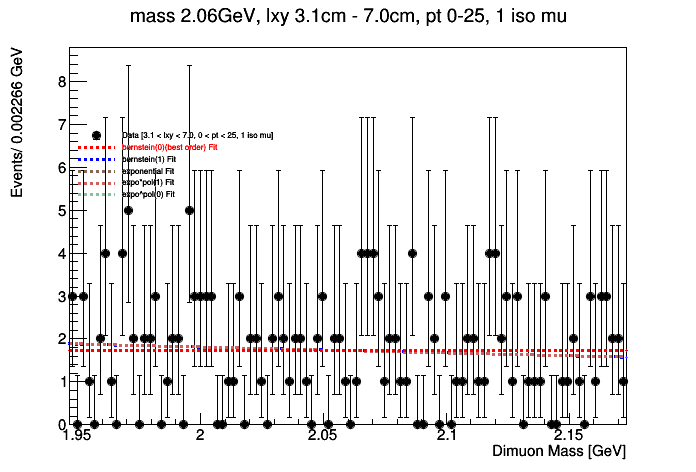 mass 2.06GeV, lxy 3.1cm - 7.0cm, pt 0-25, 1 iso mu
Events/ 0.002266 GeV
8
7
6
5
4
3
2
1
0
Data [3.1 < lxy < 7.0, 0 < pt < 25, 1 iso mu]
bernstein(0)(best order) Fit
bernstein(1) Fit
exponential Fit
expo*pol(1) Fit
expo*pol(0) Fit
1.95 2 2.05 2.1 2.15
Dimuon Mass [GeV]